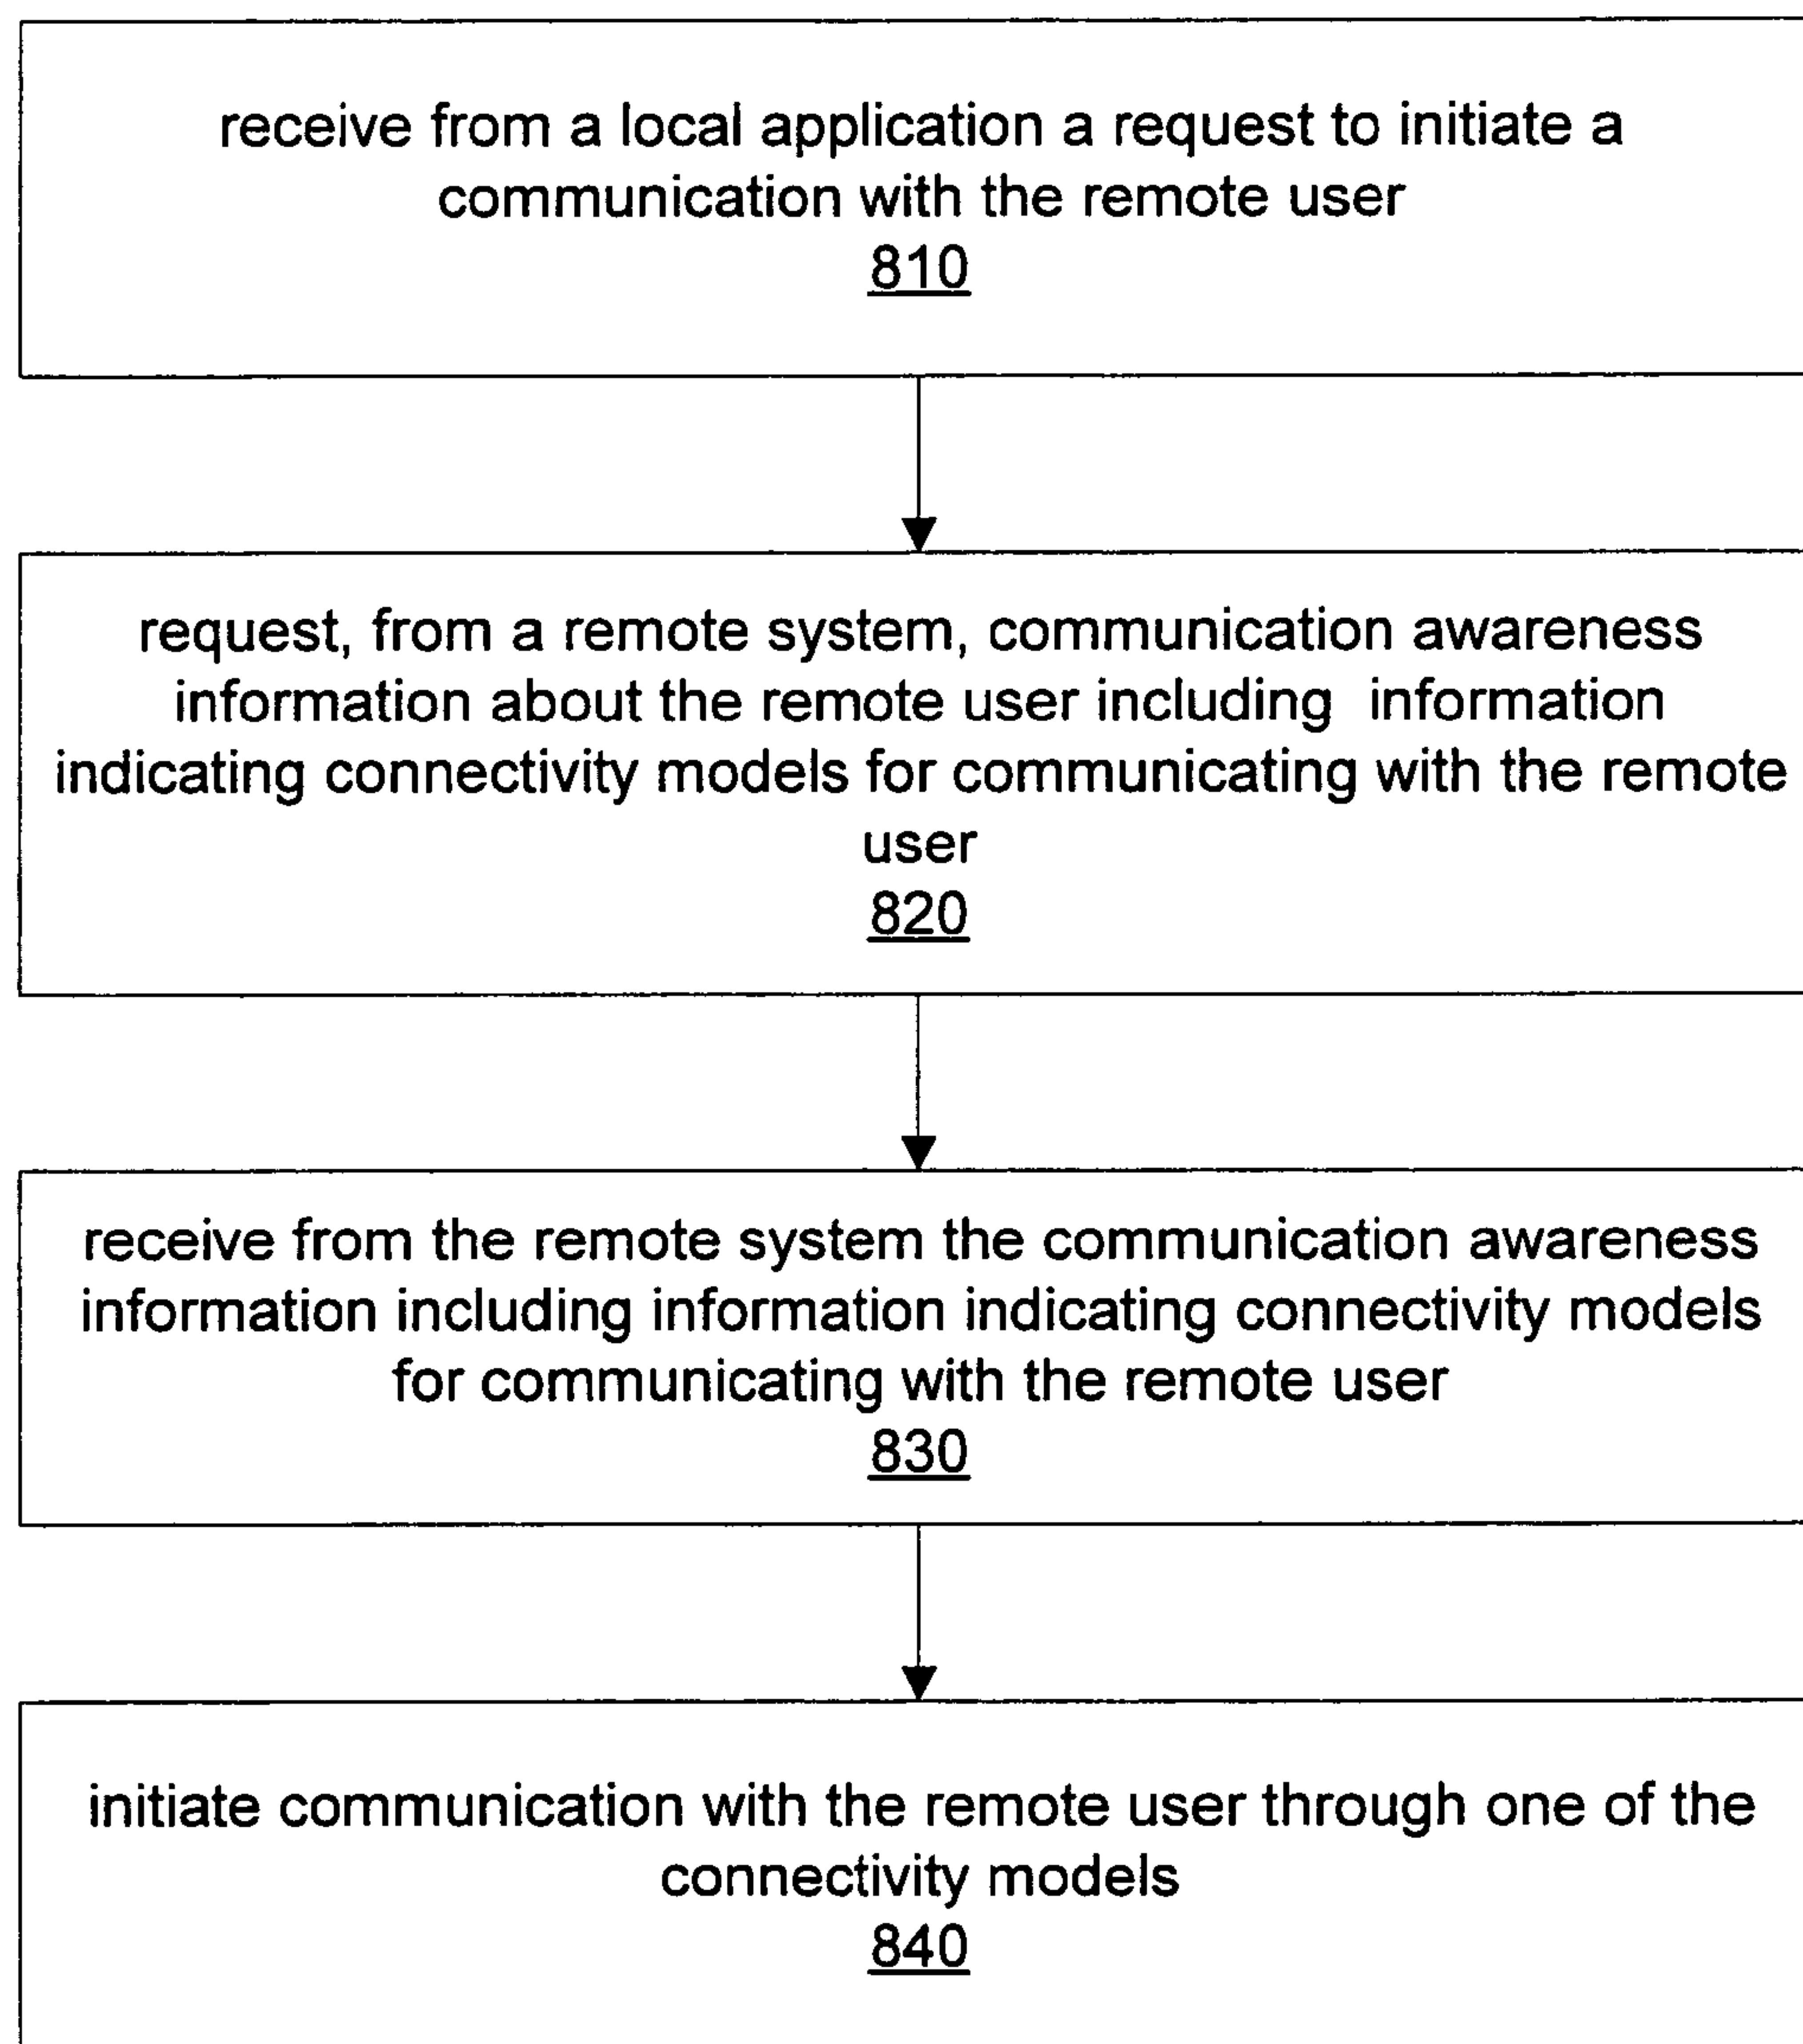 receive from a local application a request to initiate a
communication with the remote user
810
request, from a remote system, communication awareness
information about the remote user including information
indicating connectivity models for communicating with the remote
user
820
receive from the remote system the communication awareness
information including information indicating connectivity models
for communicating with the remote user
830
initiate communication with the remote user through one of the
connectivity models
840